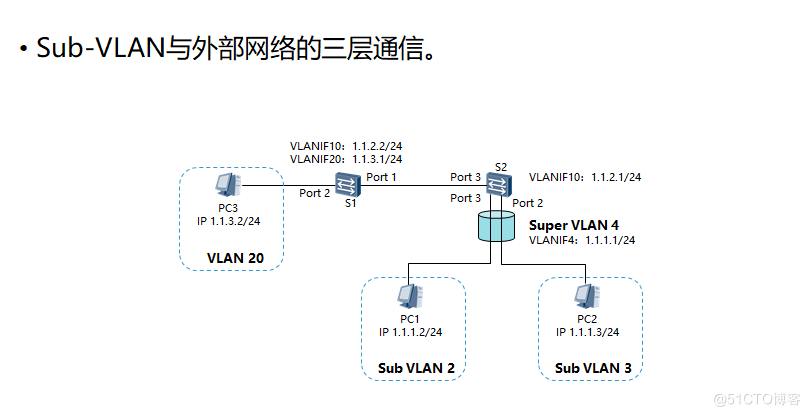 • Sub-VLAN与外部网络的三层通信。
VLANIF10：1.1.2.2/24
VLANIF20：1.1.3.1/24
S2
Port 1
Port 3
VLANIF10：1.1.2.1/24
Port 2
S1
Port 3
Port 2
PC3
IP 1.1.3.2/24
Super VLAN 4
VLANIF4：1.1.1.1/24
VLAN 20
PC1
IP 1.1.1.2/24
PC2
IP 1.1.1.3/24
Sub VLAN 2
Sub VLAN 3
@51CTO博客